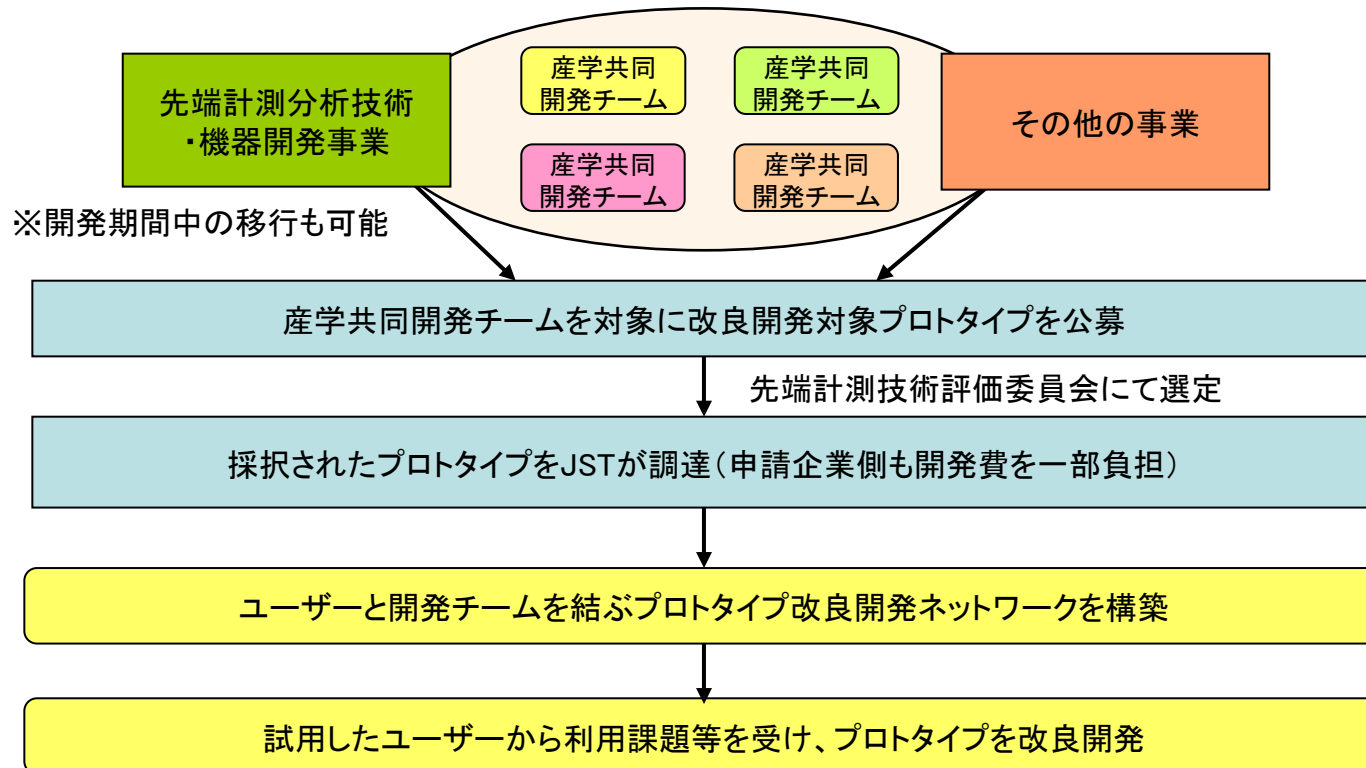 先端計測分析技術
・機器開発事業
産学共同
開発チーム
産学共同
開発チーム
産学共同
開発チーム
産学共同
開発チーム
その他の事業
※開発期間中の移行も可能
産学共同開発チームを対象に改良開発対象プロトタイプを公募
先端計測技術評価委員会にて選定
採択されたプロトタイプをJSTが調達（申請企業側も開発費を一部負担）
ユーザーと開発チームを結ぶプロトタイプ改良開発ネットワークを構築
試用したユーザーから利用課題等を受け、プロトタイプを改良開発